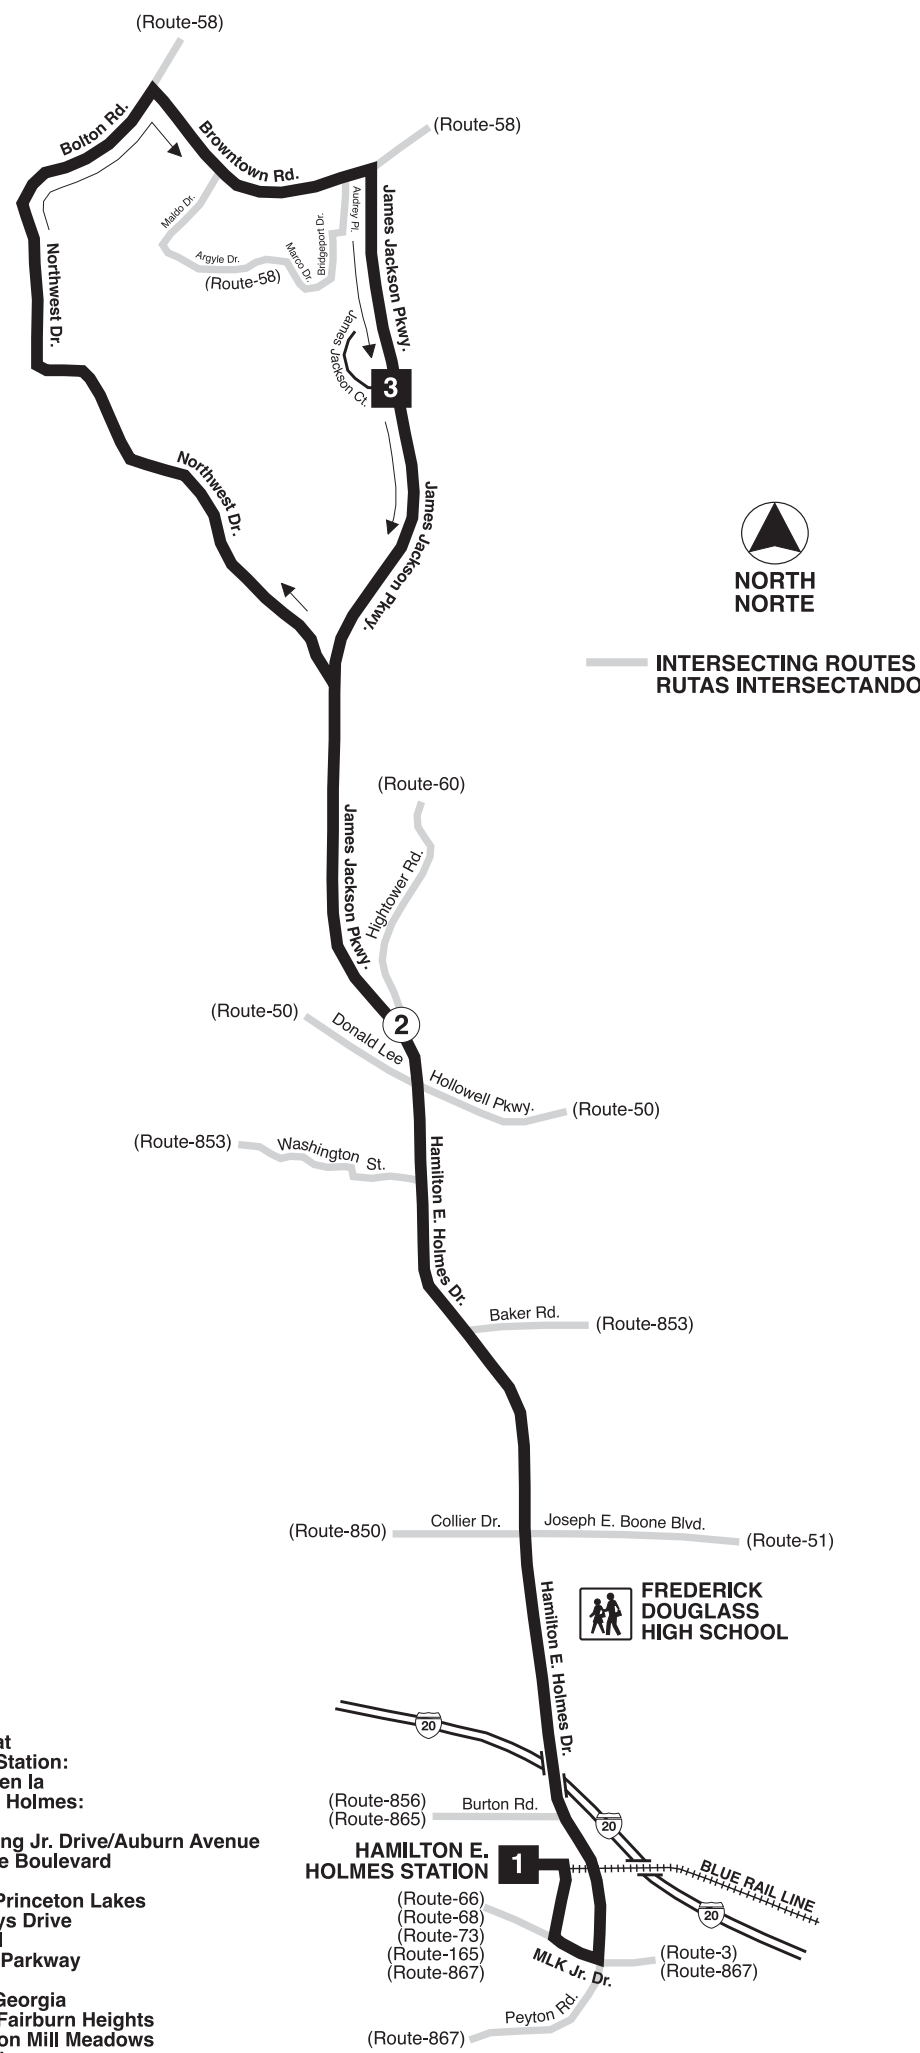 (Route-58)
Bolton Rd.
Browntown Rd.
(Route-58)
Maldo Dr.
Argyle Dr.
(Route-58)
Marco Dr.
Bridgeport Dr.
Audrey Pl.
James Jackson Pkwy.
Northwest Dr.
James Jackson Ct.
3
Northwest Dr.
James Jackson Pkwy.
NORTH
NORTE
INTERSECTING ROUTES
RUTAS INTERSECTANDO
(Route-60)
James Jackson Pkwy.
Hightower Rd.
(Route-50)
2
Donald Lee
Hollowell Pkwy.
(Route-50)
(Route-853)
Washington St.
Hamilton E. Holmes Dr.
Baker Rd.
(Route-853)
(Route-850)
Collier Dr.
Joseph E. Boone Blvd.
(Route-51)
Hamilton E. Holmes Dr.
FREDERICK
DOUGLASS
HIGH SCHOOL
20
(Route-856)
(Route-865)
Burton Rd.
20
HAMILTON E.
HOLMES STATION
1
BLUE RAIL LINE
20
(Route-66)
(Route-68)
(Route-73)
(Route-165)
(Route-867)
MLK Jr. Dr.
(Route-3)
(Route-867)
Peyton Rd.
(Route-867)
at
Station:
en la
Holmes:
ng Jr. Drive/Auburn Avenue
e Boulevard
Princeton Lakes
ys Drive
Parkway
Georgia
Fairburn Heights
on Mill Meadows